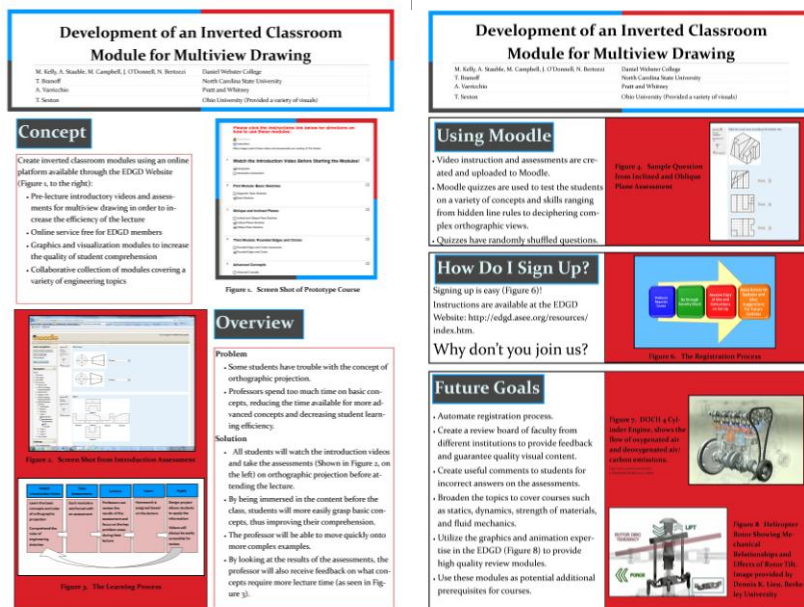 Development of an Inverted Classroom
Module for Multiview Drawing
M. Kelly, A. Stauble, M. Campbell, J. O'Donnell, N. Bertozzi Daniel Webster College
T. Branoff North Carolina State University
A. Varricchio Pratt and Whitney
T. Sexton Ohio University (Provided a variety of visuals)
Concept
Create inverted classroom modules using an online
platform available through the EDGD Website
(Figure 1, to the right):
• Pre-lecture introductory videos and assess-
ments for multiview drawing in order to in-
crease the efficiency of the lecture
• Online service free for EDGD members
• Graphics and visualization modules to increase
the quality of student comprehension
• Collaborative collection of modules covering a
variety of engineering topics
Please click the instructions link below for directions on
how to use these modules.
Watch the Introduction Video Before Starting the Modules!
Figure 1. Screen Shot of Prototype Course
moodle
Figure 2. Screen Shot from Introduction Assessment
Figure 3. The Learning Process
Overview
Problem
• Some students have trouble with the concept of
orthographic projection.
• Professors spend too much time on basic con-
cepts, reducing the time available for more ad-
vanced concepts and decreasing student learn-
ing efficiency.
Solution
• All students will watch the introduction videos
and take the assessments (Shown in Figure 2, on
the left) on orthographic projection before at-
tending the lecture.
• By being immersed in the content before the
class, students will more easily grasp basic con-
cepts, thus improving their comprehension.
• The professor will be able to move quickly onto
more complex examples.
• By looking at the results of the assessments, the
professor will also receive feedback on what con-
cepts require more lecture time (as seen in Fig-
ure 3).
Development of an Inverted Classroom
Module for Multiview Drawing
M. Kelly, A. Stauble, M. Campbell, J. O'Donnell, N. Bertozzi Daniel Webster College
T. Branoff North Carolina State University
A. Varricchio Pratt and Whitney
T. Sexton Ohio University (Provided a variety of visuals)
Using Moodle
• Video instruction and assessments are cre-
ated and uploaded to Moodle.
• Moodle quizzes are used to test the students
on a variety of concepts and skills ranging
from hidden line rules to deciphering com-
plex orthographic views.
• Quizzes have randomly shuffled questions.
Figure 4. Sample Question
from Inclined and Oblique
Plane Assessment
How Do I Sign Up?
Signing up is easy (Figure 6)!
Instructions are available at the EDGD
Website: http://edgd.asee.org/resources/
index.htm.
Why don't you join us?
Figure 6. The Registration Process
Future Goals
• Automate registration process.
• Create a review board of faculty from
different institutions to provide feedback
and guarantee quality visual content.
• Create useful comments to students for
incorrect answers on the assessments.
• Broaden the topics to cover courses such
as statics, dynamics, strength of materials,
and fluid mechanics.
• Utilize the graphics and animation exper-
tise in the EDGD (Figure 8) to provide
high quality review modules.
• Use these modules as potential additional
prerequisites for courses.
Figure 7. DOCH 4 Cyl-
inder Engine, shows the
flow of oxygenated air
and deoxygenated air/
carbon emissions.
LIFT
FORCE
Figure 8 Helicopter
Rotor Showing Me-
chanical
Relationships and
Effects of Rotor Tilt.
Image provided by
Dennis K. Lieu, Berke
ley University